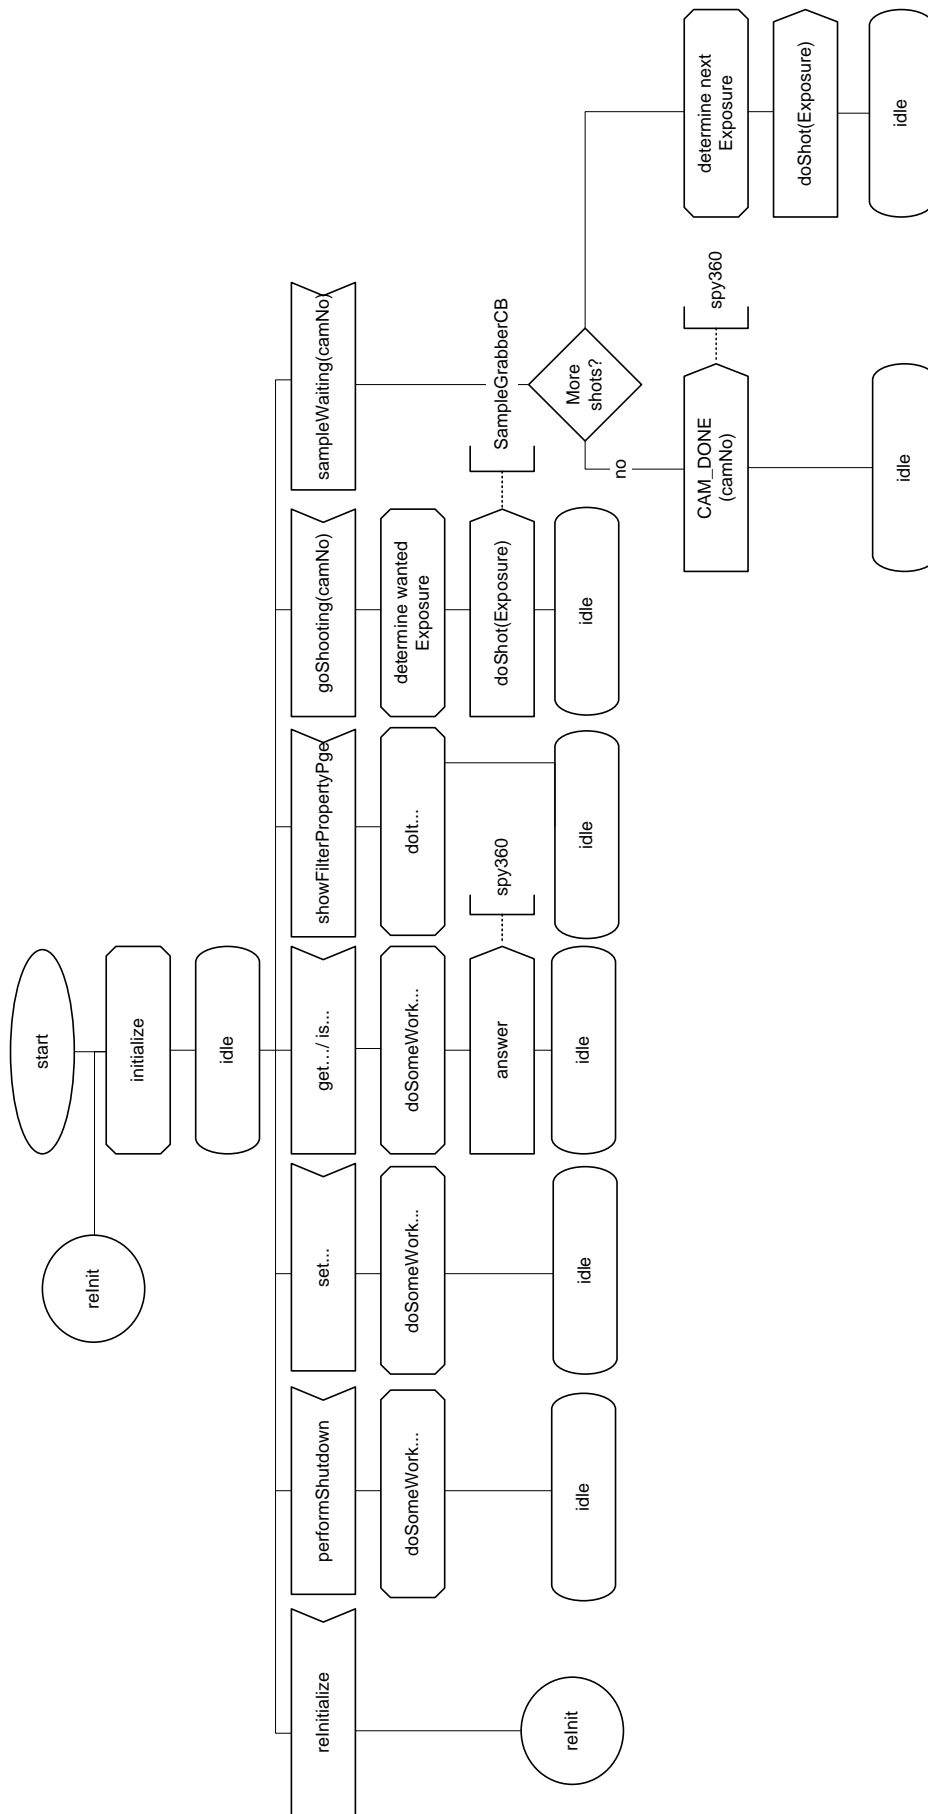 start
reInit
initialize
idle
reInitialize
performShutdown
set...
get.../ is...
showFilterPropertyPge
goShooting(camNo)
sampleWaiting(camNo)
doSomeWork...
doSomeWork...
doSomeWork...
doIt...
determine wanted
Exposure
answer
spy360
doShot(Exposure)
SampleGrabberCB
reInit
idle
idle
idle
idle
idle
More
shots?
no
CAM_DONE
(camNo)
spy360
idle
determine next
Exposure
doShot(Exposure)
idle